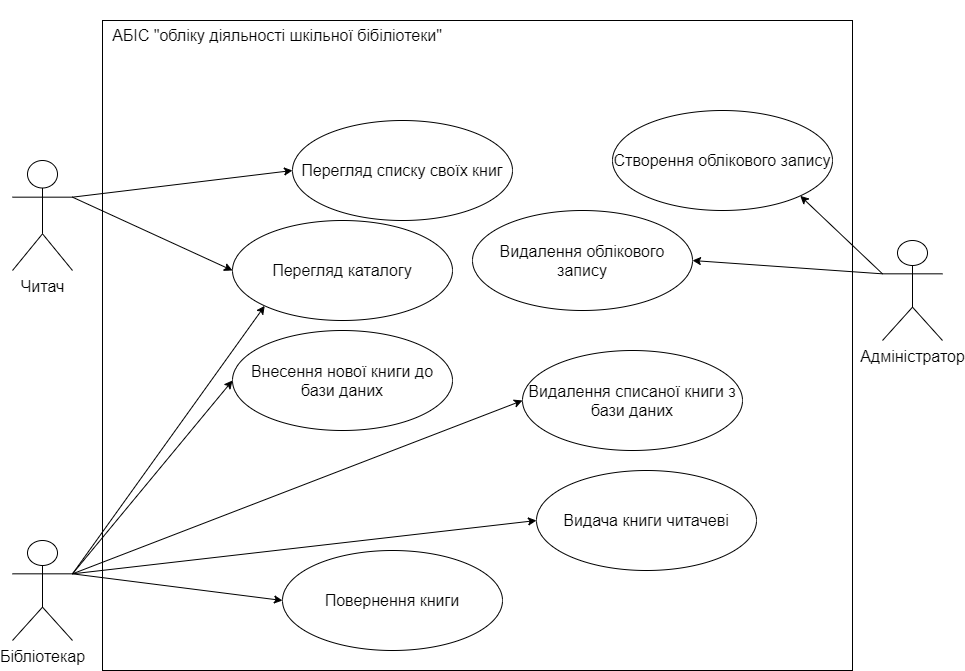 АБІС "обліку діяльності шкільної бібіліотеки"
Створення облікового запису
Перегляд списку своїх книг
Видалення облікового
запису
Перегляд каталогу
Читач
Адміністратор
Внесення нової книги до
бази даних
Видалення списаної книги з
бази даних
Видача книги читачеві
Повернення книги
Бібліотекар